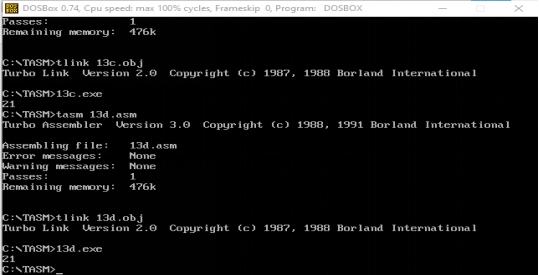 DOSBox 0.74, Cpu speed: max 100% cycles, Frameskip 0, Program: DOSBOX
Passes: 1
Remaining memory: 476k
C:\TASM>tlink 13c.obj
Turbo Link Version 2.0 Copyright (c) 1987, 1988 Borland International
C:\TASM>13c.exe
21
C:\TASM>tasm 13d.asm
Turbo Assembler Version 3.0 Copyright (c) 1988, 1991 Borland International
Assembling file: 13d.asm
Error messages: None
Warning messages: None
Passes: 1
Remaining memory: 476k
C:\TASM>tlink 13d.obj
Turbo Link Version 2.0 Copyright (c) 1987, 1988 Borland International
C:\TASM>13d.exe
21
C:\TASM>_